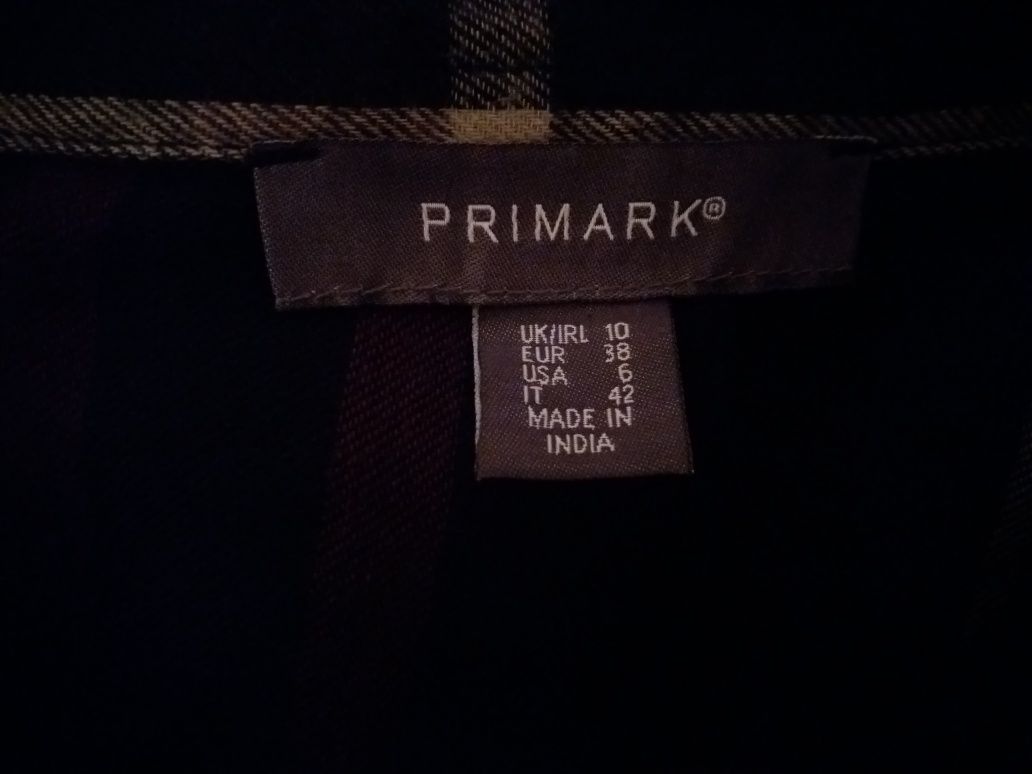 PRIMARK®
UK/IRL 10
EUR 38
USA 6
IT 42
MADE IN
INDIA